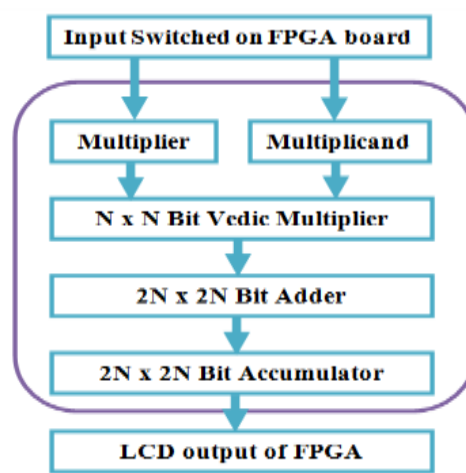 Input Switched on FPGA board
Multiplier
Multiplicand
N x N Bit Vedic Multiplier
2N x 2N Bit Adder
2N x 2N Bit Accumulator
LCD output of FPGA